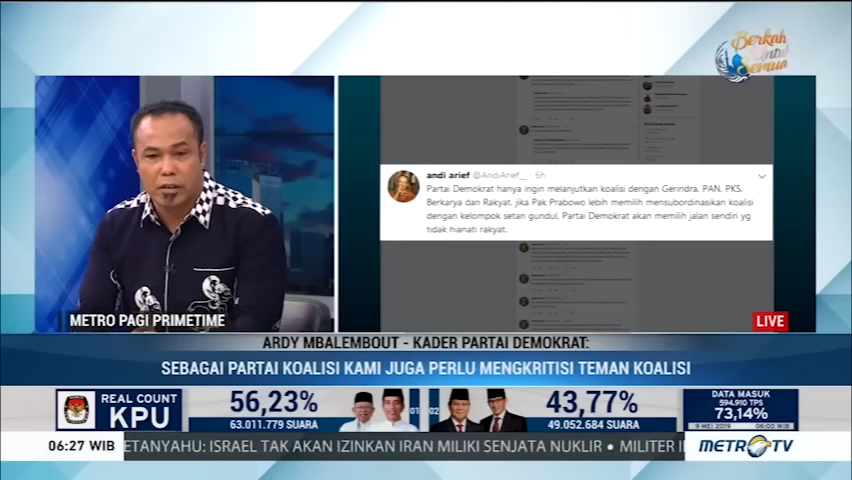 Berkah
untuk
Semua
andi arief @AndiArief__ · 6h
Partai Demokrat hanya ingin melanjutkan koalisi dengan Gerindra, PAN, PKS,
Berkarya dan Rakyat. jika Pak Prabowo lebih memilih mensubordinasikan koalisi
dengan kelompok setan gundul, Partai Demokrat akan memilih jalan sendiri yg
tidak hianati rakyat.
METRO PAGI PRIMETIME
LIVE
ARDY MBALEMBOUT - KADER PARTAI DEMOKRAT:
SEBAGAI PARTAI KOALISI KAMI JUGA PERLU MENGKRITISI TEMAN KOALISI
REAL COUNT
KPU
56,23%
63.011.779 SUARA
01
02
43,77%
49.052.684 SUARA
DATA MASUK
594.910 TPS
73,14%
9 MEI 2019 06:00 WIB
06:27 WIB
ETANYAHU: ISRAEL TAK AKAN IZINKAN IRAN MILIKI SENJATA NUKLIR • MILITER I
METRO TV